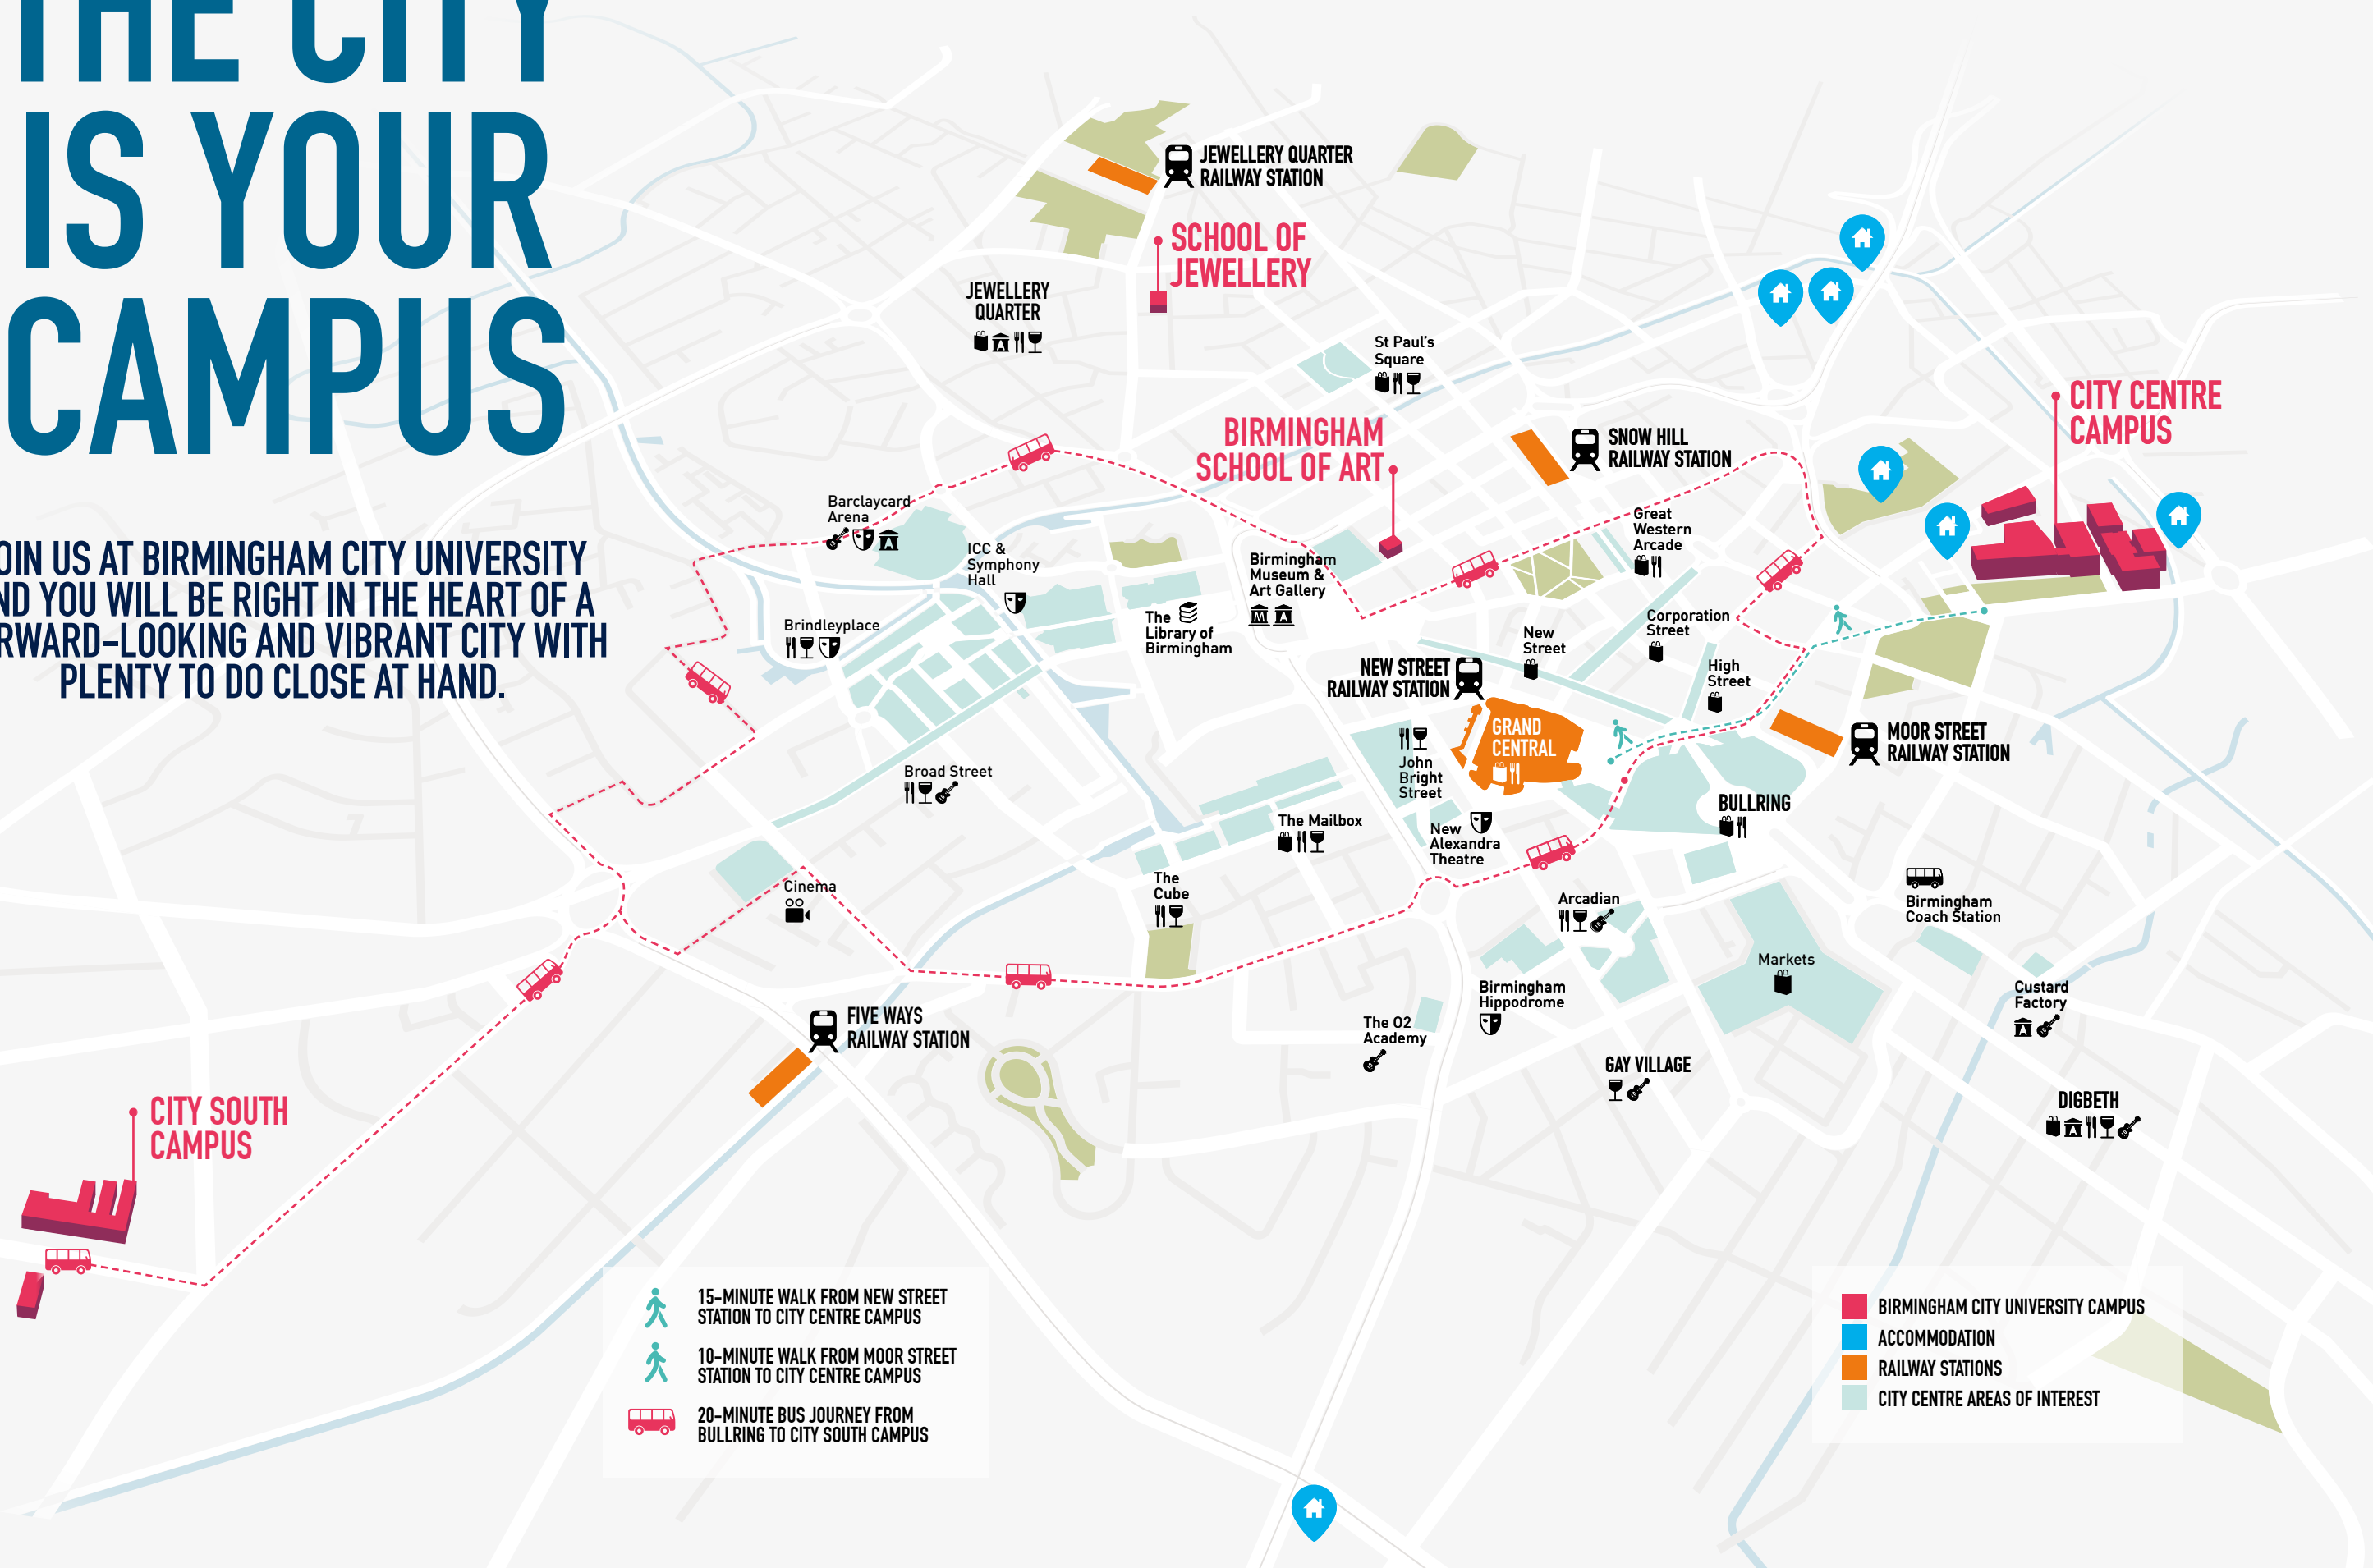 THE CITY
IS YOUR
CAMPUS
OIN US AT BIRMINGHAM CITY UNIVERSITY
ND YOU WILL BE RIGHT IN THE HEART OF A
RWARD-LOOKING AND VIBRANT CITY WITH
PLENTY TO DO CLOSE AT HAND.
JEWELLERY QUARTER
RAILWAY STATION
SCHOOL OF
JEWELLERY
JEWELLERY
QUARTER
St Paul's
Square
BIRMINGHAM
SCHOOL OF ART
SNOW HILL
RAILWAY STATION
CITY CENTRE
CAMPUS
Barclaycard
Arena
ICC &
Symphony
Hall
Birmingham
Museum &
Art Gallery
Great
Western
Arcade
Brindleyplace
The
Library of
Birmingham
New
Street
Corporation
Street
High
Street
NEW STREET
RAILWAY STATION
GRAND
CENTRAL
MOOR STREET
RAILWAY STATION
John
Bright
Street
Broad Street
BULLRING
The Mailbox
New
Alexandra
Theatre
Cinema
The
Cube
Arcadian
Birmingham
Coach Station
Markets
Birmingham
Hippodrome
Custard
Factory
The O2
Academy
FIVE WAYS
RAILWAY STATION
GAY VILLAGE
DIGBETH
CITY SOUTH
CAMPUS
15-MINUTE WALK FROM NEW STREET
STATION TO CITY CENTRE CAMPUS
10-MINUTE WALK FROM MOOR STREET
STATION TO CITY CENTRE CAMPUS
20-MINUTE BUS JOURNEY FROM
BULLRING TO CITY SOUTH CAMPUS
BIRMINGHAM CITY UNIVERSITY CAMPUS
ACCOMMODATION
RAILWAY STATIONS
CITY CENTRE AREAS OF INTEREST